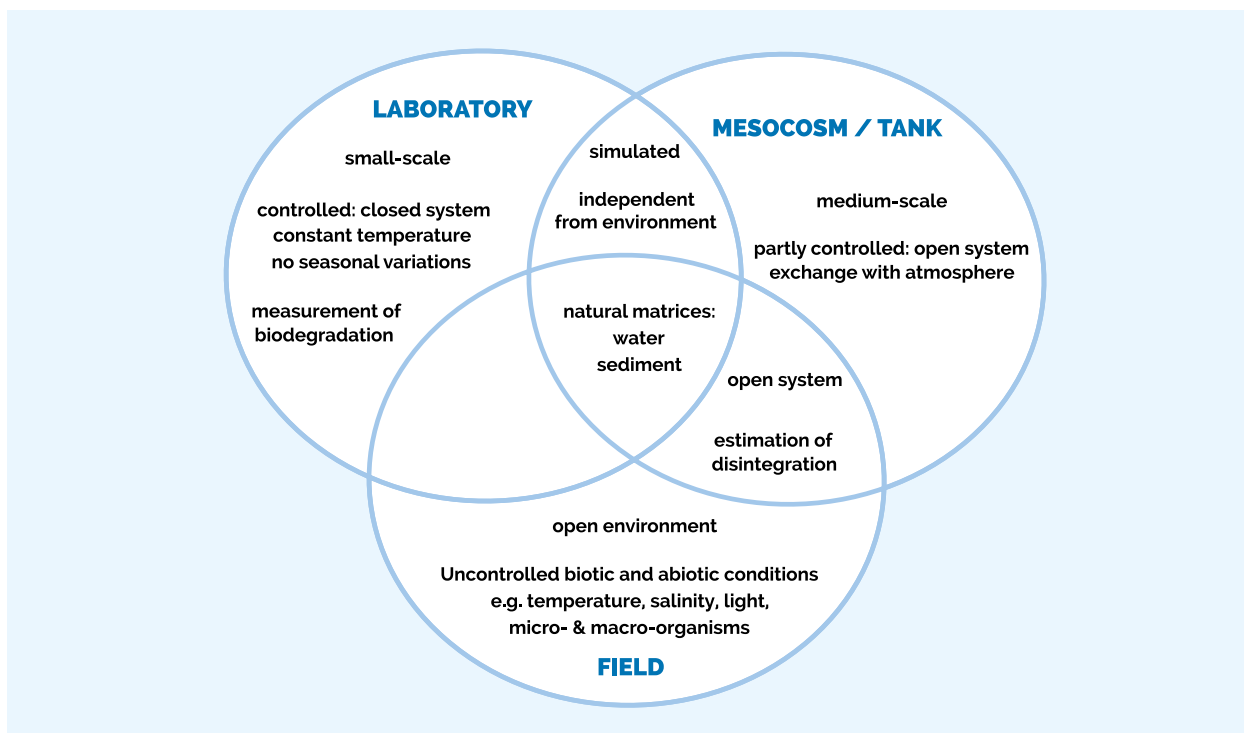 LABORATORY
small-scale
controlled: closed system
constant temperature
no seasonal variations
measurement of
biodegradation
simulated
independent
from environment
MESOCOSM / TANK
medium-scale
partly controlled: open system
exchange with atmosphere
natural matrices:
water
sediment
open system
estimation of
disintegration
open environment
Uncontrolled biotic and abiotic conditions
e.g. temperature, salinity, light,
micro- & macro-organisms
FIELD